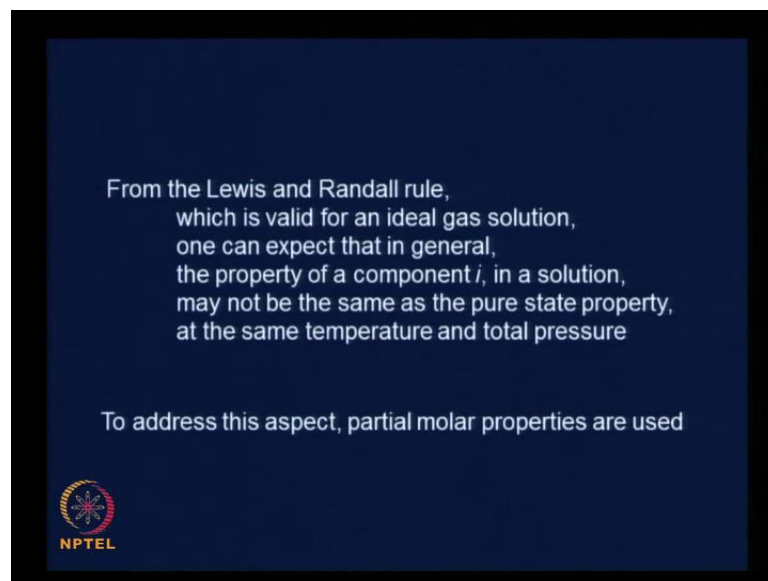 From the Lewis and Randall rule,
which is valid for an ideal gas solution,
one can expect that in general,
the property of a component i, in a solution,
may not be the same as the pure state property,
at the same temperature and total pressure
To address this aspect, partial molar properties are used
NPTEL